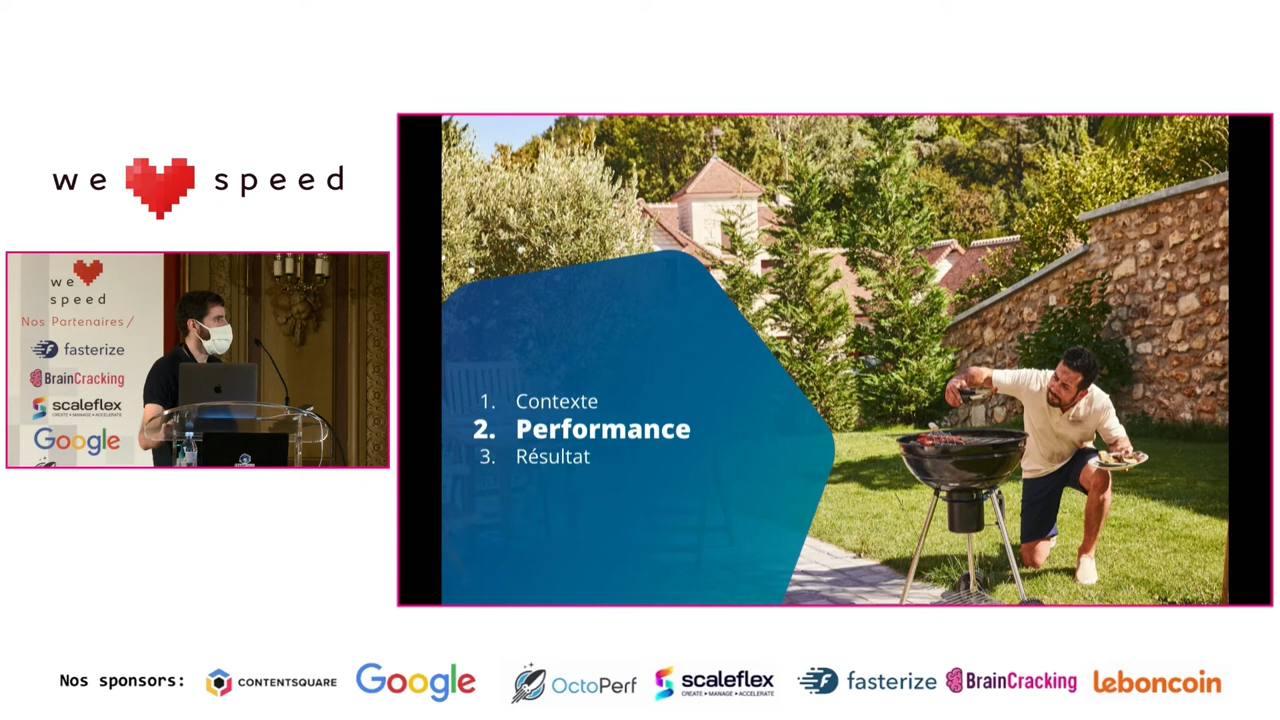 we speed
we
speed
Nos Partenaires/
fasterize
BrainCracking
scaleflex
CREATE • MANAGE • ACCELERATE
Google
1. Contexte
2. Performance
3. Résultat
Nos sponsors:
CONTENTSQUARE
Google
OctoPerf
scaleflex
CREATE • MANAGE • ACCELERATE
fasterize
BrainCracking
leboncoin